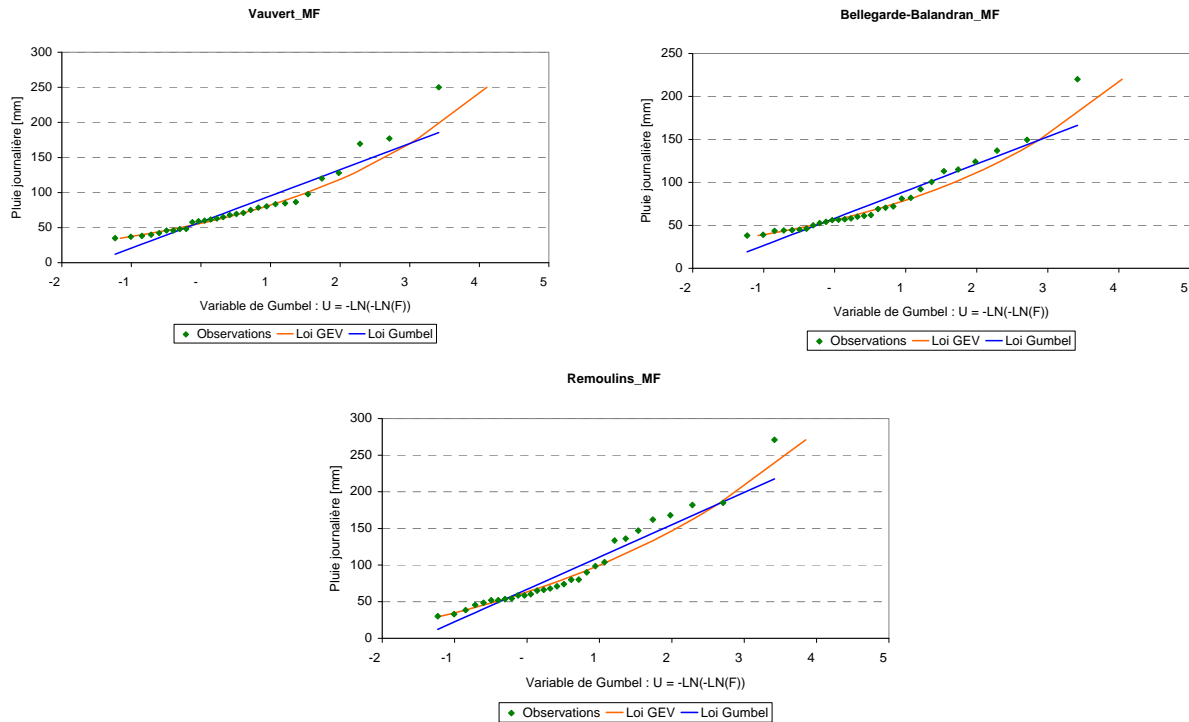 Vauvert_MF
300
250
200
150
100
50
0
Pluie journalière [mm]
-2 -1 - 1 2 3 4 5
Variable de Gumbel : U = -LN(-LN(F))
Observations Loi GEV Loi Gumbel
Bellegarde-Balandran_MF
250
200
150
100
50
0
Pluie journalière [mm]
-2 -1 - 1 2 3 4 5
Variable de Gumbel : U = -LN(-LN(F))
Observations Loi GEV Loi Gumbel
Remoulins_MF
300
250
200
150
100
50
0
Pluie journalière [mm]
-2 -1 - 1 2 3 4 5
Variable de Gumbel : U = -LN(-LN(F))
Observations Loi GEV Loi Gumbel